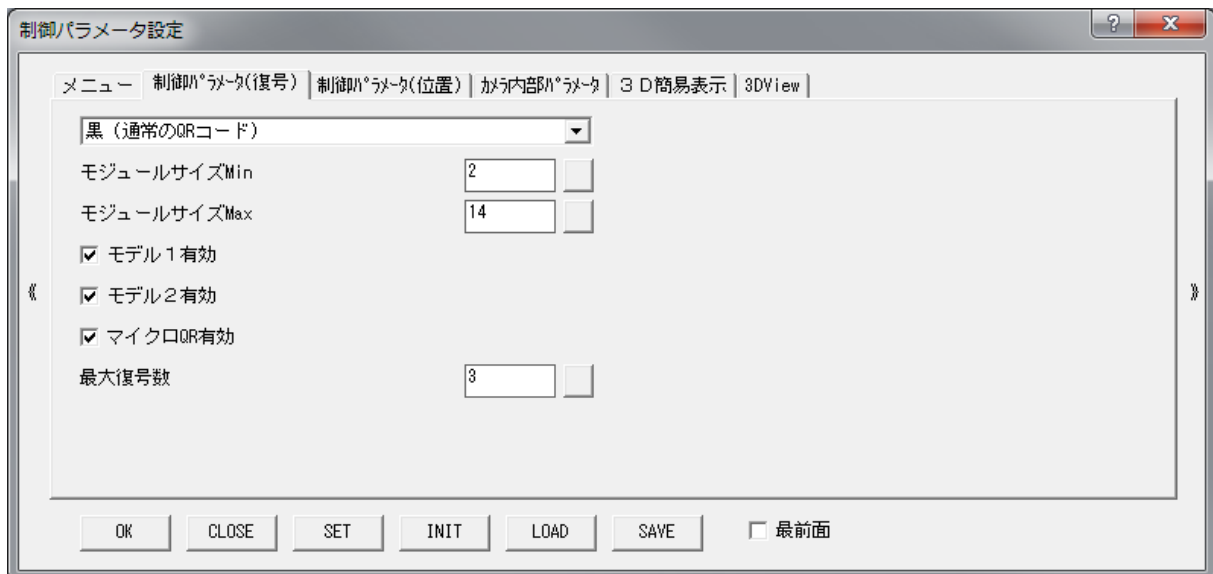 制御パラメータ設定
メニュー 制御ﾊﾟﾗﾒｰﾀ(復号) 制御ﾊﾟﾗﾒｰﾀ(位置) ｶﾒﾗ内部ﾊﾟﾗﾒｰﾀ ３Ｄ簡易表示 3DView
黒（通常のQRコード）
モジュールサイズMin 2
モジュールサイズMax 14
モデル１有効
《 モデル２有効 》
マイクロQR有効
最大復号数 3
OK CLOSE SET INIT LOAD SAVE 最前面